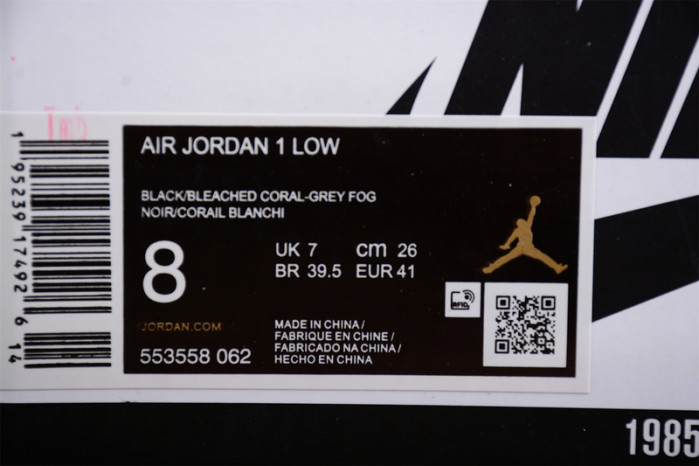 AIR JORDAN 1 LOW
BLACK/BLEACHED CORAL-GREY FOG
NOIR/CORAIL BLANCHI
8
UK 7 cm 26
BR 39.5 EUR 41
RFID
JORDAN.COM
553558 062
MADE IN CHINA /
FABRIQUE EN CHINE /
FABRICADO NA CHINA /
HECHO EN CHINA
1 95239 17492 6 14
1985